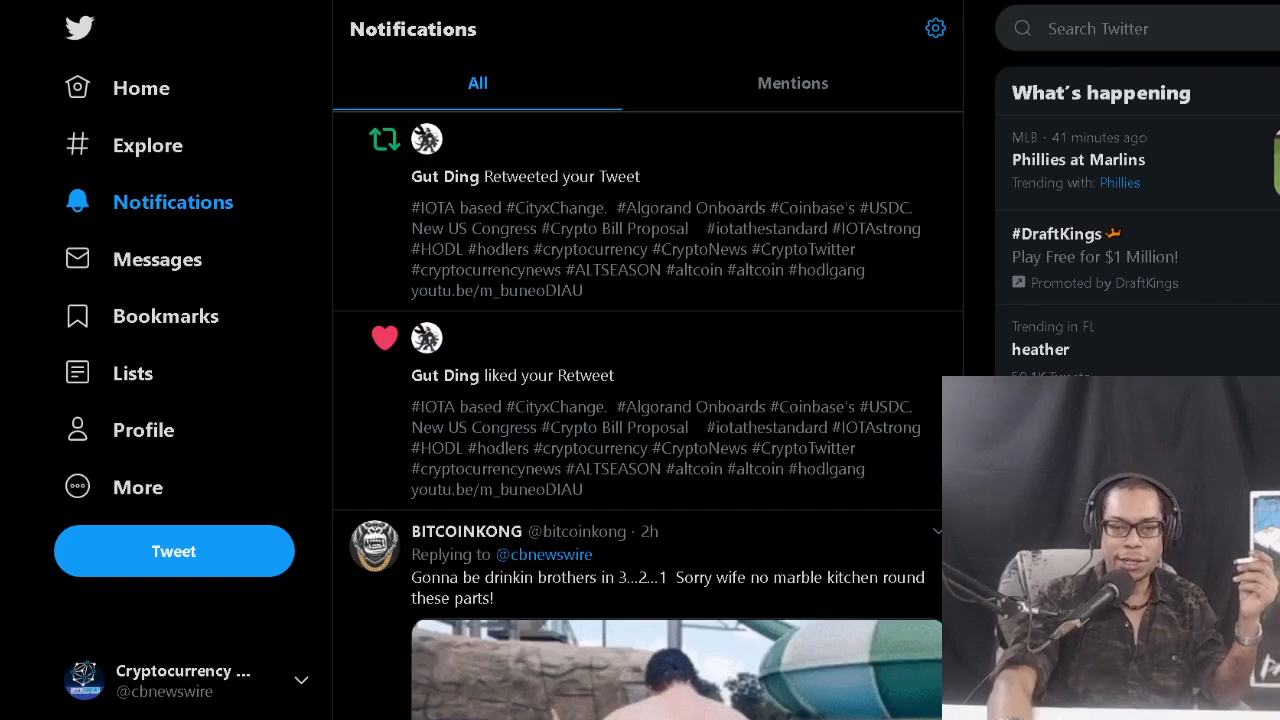 Home
Explore
Notifications
Messages
Bookmarks
Lists
Profile
More
Tweet
Cryptocurrency ...
@cbnewswire
Notifications
All
Mentions
Gut Ding Retweeted your Tweet
#IOTA based #CityxChange. #Algorand Onboards #Coinbase's #USDC.
New US Congress #Crypto Bill Proposal #iotathestandard #IOTAstrong
#HODL #hodlers #cryptocurrency #CryptoNews #CryptoTwitter
#cryptocurrencynews #ALTSEASON #altcoin #altcoin #hodlgang
youtu.be/m_buneoDIAU
Gut Ding liked your Retweet
#IOTA based #CityxChange. #Algorand Onboards #Coinbase's #USDC.
New US Congress #Crypto Bill Proposal #iotathestandard #IOTAstrong
#HODL #hodlers #cryptocurrency #CryptoNews #CryptoTwitter
#cryptocurrencynews #ALTSEASON #altcoin #altcoin #hodlgang
youtu.be/m_buneoDIAU
BITCOINKONG @bitcoinkong · 2h
Replying to @cbnewswire
Gonna be drinkin brothers in 3...2...1 Sorry wife no marble kitchen round
these parts!
Search Twitter
What's happening
MLB · 41 minutes ago
Phillies at Marlins
Trending with: Phillies
#DraftKings
Play Free for $1 Million!
Promoted by DraftKings
Trending in FL
heather